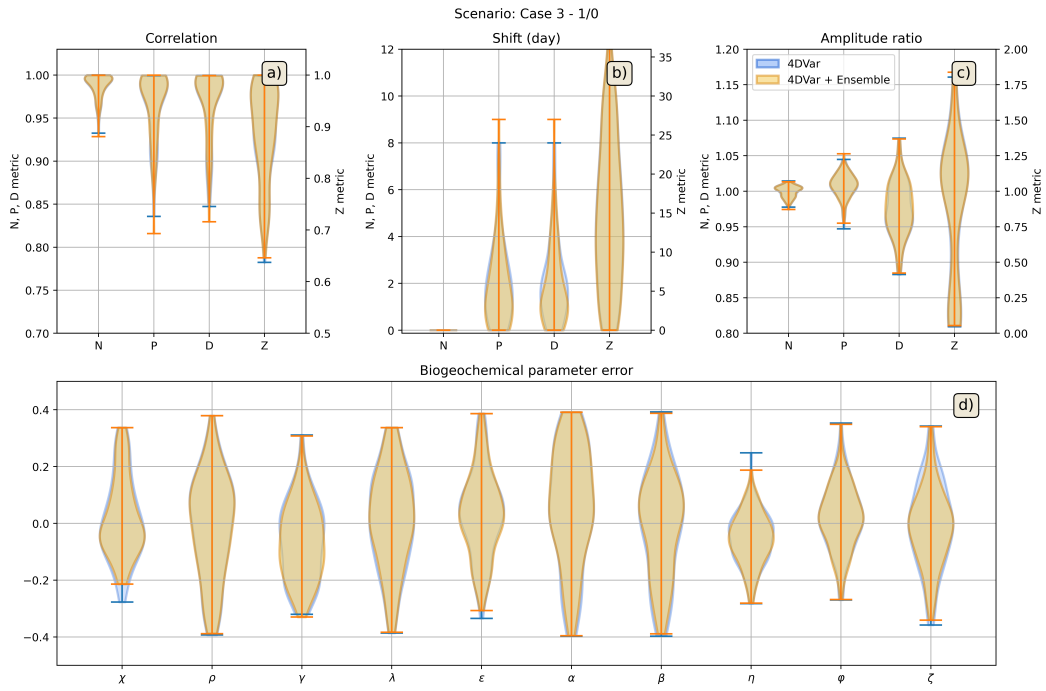 Scenario: Case 3 - 1/0
Correlation
Shift (day)
Amplitude ratio
a)
b)
c)
4DVar
4DVar + Ensemble
N, P, D metric
1.00
0.95
0.90
0.85
0.80
0.75
0.70
1.0
0.9
0.8
0.7
0.6
0.5
Z metric
N P D Z
N, P, D metric
12
10
8
6
4
2
0
35
30
25
20
15
10
5
0
Z metric
N P D Z
N, P, D metric
1.20
1.15
1.10
1.05
1.00
0.95
0.90
0.85
0.80
2.00
1.75
1.50
1.25
1.00
0.75
0.50
0.25
0.00
Z metric
N P D Z
Biogeochemical parameter error
d)
0.4
0.2
0.0
−0.2
−0.4
χ ρ γ λ ε α β η φ ζ